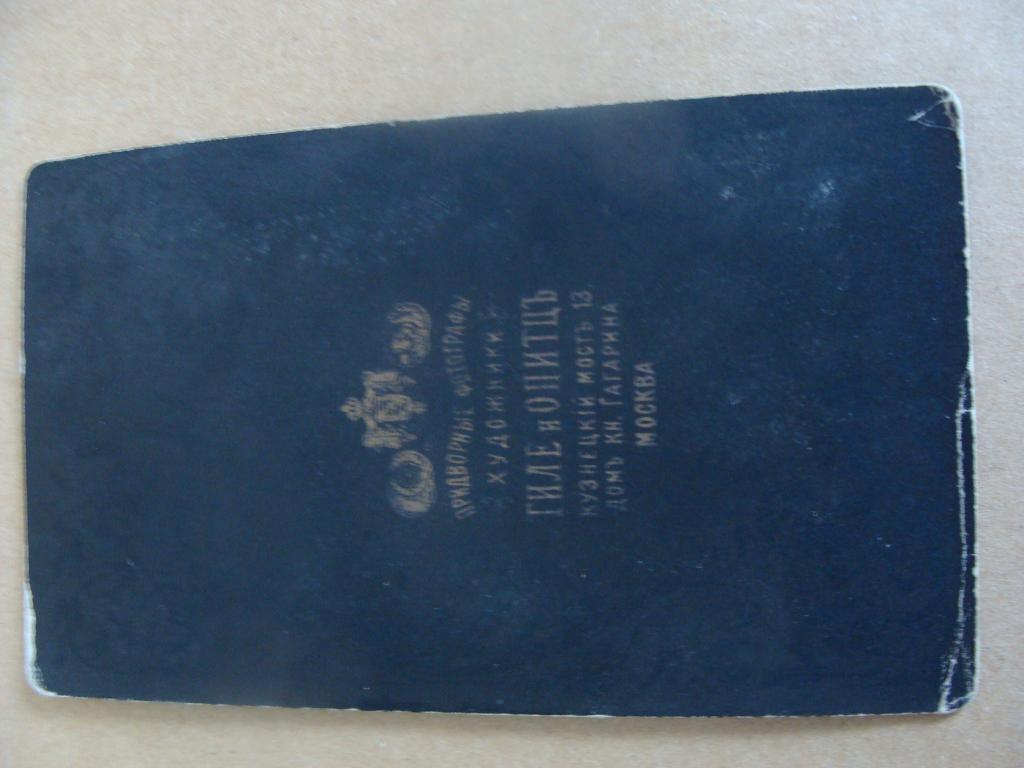 ПРИДВОРНЫЕ ФОТОГРАФЫ
ХУДОЖНИКИ
ГИЛЕ и ОПИТЦЪ
КУЗНЕЦКІЙ МОСТЪ 13.
ДОМЪ КН. ГАГАРИНА
МОСКВА